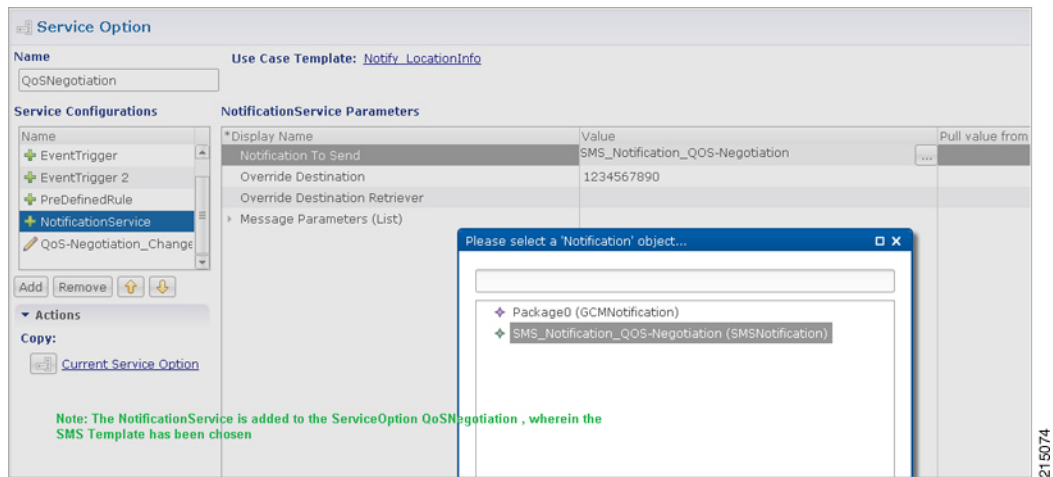 Service Option
Name
Use Case Template: Notify_LocationInfo
QoSNegotiation
Service Configurations
NotificationService Parameters
Name
*Display Name
Value
Pull value from
EventTrigger
Notification To Send
SMS_Notification_QOS-Negotiation
...
EventTrigger 2
Override Destination
1234567890
PreDefinedRule
Override Destination Retriever
NotificationService
Message Parameters (List)
QoS-Negotiation_Change
Please select a 'Notification' object...
Add
Remove
Package0 (GCMNotification)
SMS_Notification_QOS-Negotiation (SMSNotification)
Actions
Copy:
Current Service Option
Note: The NotificationService is added to the ServiceOption QoSNegotiation , wherein the
SMS Template has been chosen
215074